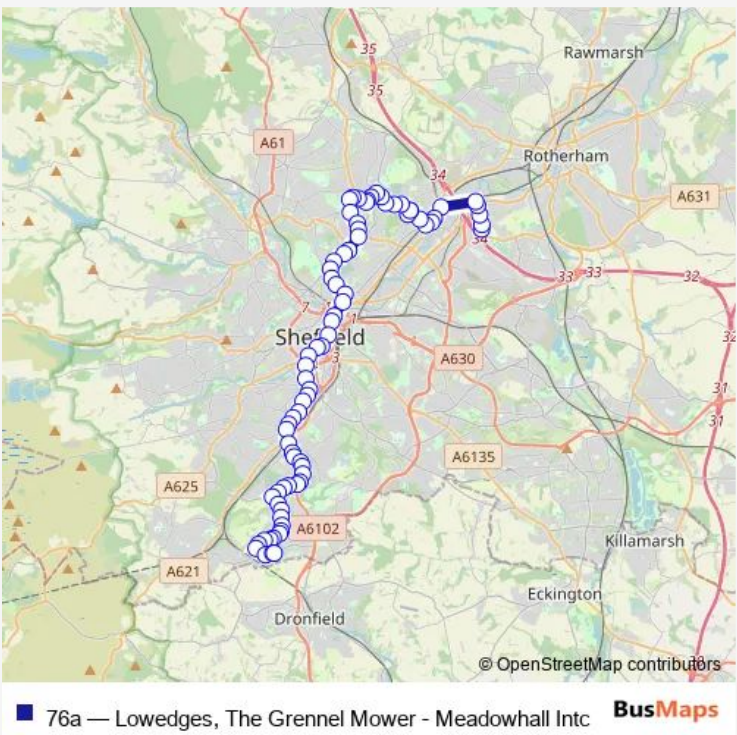 35
Rawmarsh
35
A61
34
Rotherham
A631
34
33
33
32
7
1
Sheffield
32
3
A630
31
31
A6135
A625
A6102
Killamarsh
A621
Eckington
Dronfield
© OpenStreetMap contributors
76a — Lowedges, The Grennel Mower - Meadowhall Intc
BusMaps